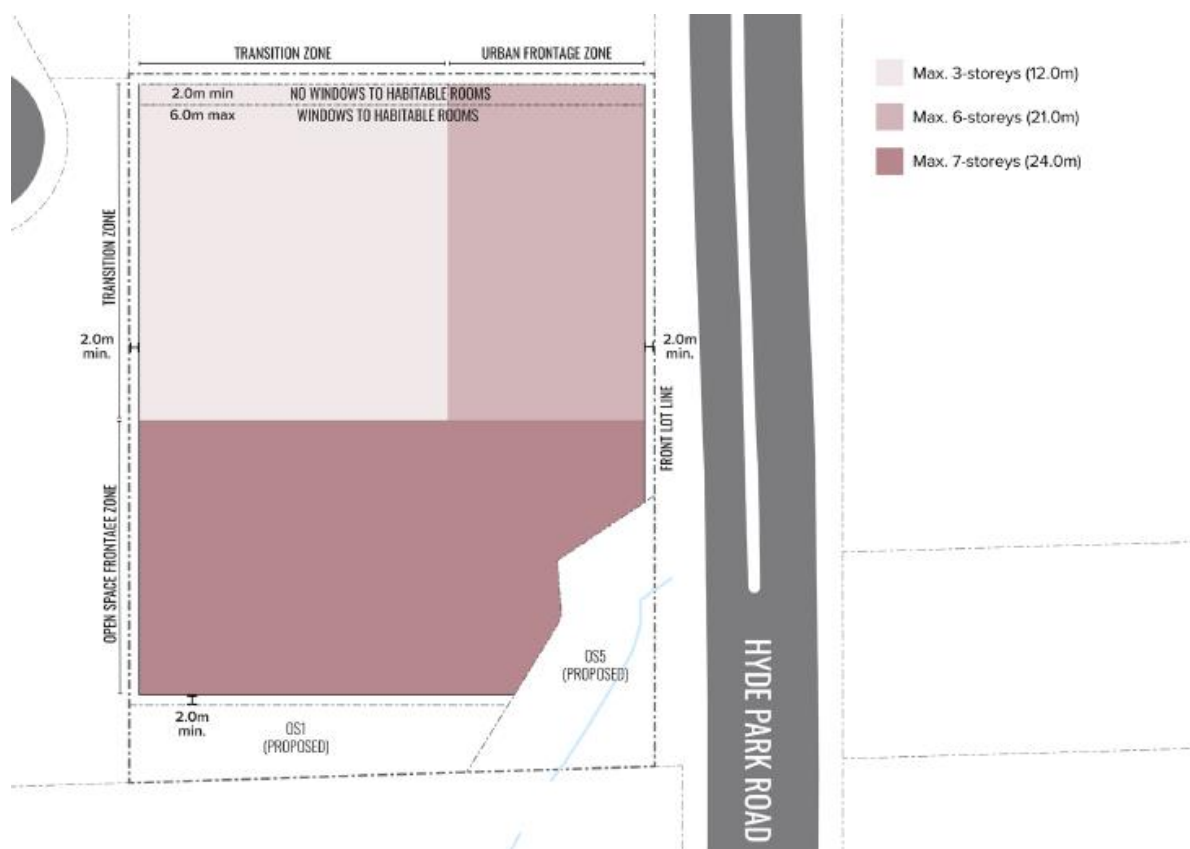 TRANSITION ZONE
URBAN FRONTAGE ZONE
2.0m min
NO WINDOWS TO HABITABLE ROOMS
6.0m max
WINDOWS TO HABITABLE ROOMS
Max. 3-storeys (12.0m)
Max. 6-storeys (21.0m)
Max. 7-storeys (24.0m)
TRANSITION ZONE
2.0m
min.
2.0m
min.
FRONT LOT LINE
OPEN SPACE FRONTAGE ZONE
OS5
(PROPOSED)
2.0m
min.
OS1
(PROPOSED)
HYDE PARK ROAD